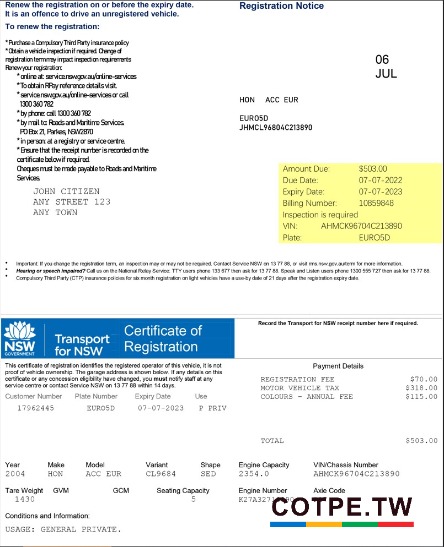 Renew the registration on or before the expiry date.
It is an offence to drive an unregistered vehicle.
To renew the registration:
* Purchase a Compulsory Third Party insurance policy
* Obtain a vehicle inspection if required. Change of
registration term may impact inspection requirements
Renew your registration:
* online at: service.nsw.gov.au/online-services
* To obtain BPay reference details visit.
* service.nsw.gov.au/online-services or call
1300 360 782
* by phone: call 1300 360 782
* by mail to: Roads and Maritime Services,
PO Box 21, Parkes, NSW2870
* in person: at a registry or service centre.
* Ensure that the receipt number is recorded on the
certificate below if required.
Cheques must be made payable to Roads and Maritime
Services.
JOHN CITIZEN
ANY STREET 123
ANY TOWN
Registration Notice
06
JUL
HON ACC EUR
EURO5D
JHMCL96804C213890
Amount Due: $503.00
Due Date: 07-07-2022
Expiry Date: 07-07-2023
Billing Number: 10859848
Inspection is required
VIN: AHMCK96704C213890
Plate: EURO5D
* Important: If you change the registration term, an inspection may or may not be required. Contact Service NSW on 13 77 88, or visit rms.nsw.gov.au/term for more information.
* Hearing or speech impaired? Call us on the National Relay Service. TTY users phone 133 677 then ask for 13 77 88. Speak and Listen users phone 1300 555 727 then ask for 13 77 88.
* Compulsory Third Party (CTP) insurance policies for six month registration on light vehicles have a use-by date of 21 days after the registration expiry date.
NSW
GOVERNMENT
Transport
for NSW
Certificate of
Registration
Record the Transport for NSW receipt number here if required.
This certificate of registration identifies the registered operator of this vehicle, it is not
proof of ownership. The garage address is shown below. If any details on this
certificate or any concession eligibility have changed, you must notify staff at any
service centre or contact Service NSW on 13 77 88 within 14 days.
Customer Number Plate Number Expiry Date Use
17962445 EURO5D 07-07-2023 P PRIV
Payment Details
REGISTRATION FEE $70.00
MOTOR VEHICLE TAX $318.00
COLOURS - ANNUAL FEE $115.00
TOTAL $503.00
Year Make Model Variant Shape Engine Capacity VIN/Chassis Number
2004 HON ACC EUR CL9684 SED 2354.0 AHMCK96704C213890
Tare Weight GVM GCM Seating Capacity Engine Number Axle Code
1430 5
Conditions and Information:
USAGE: GENERAL PRIVATE.
COTPE.TW